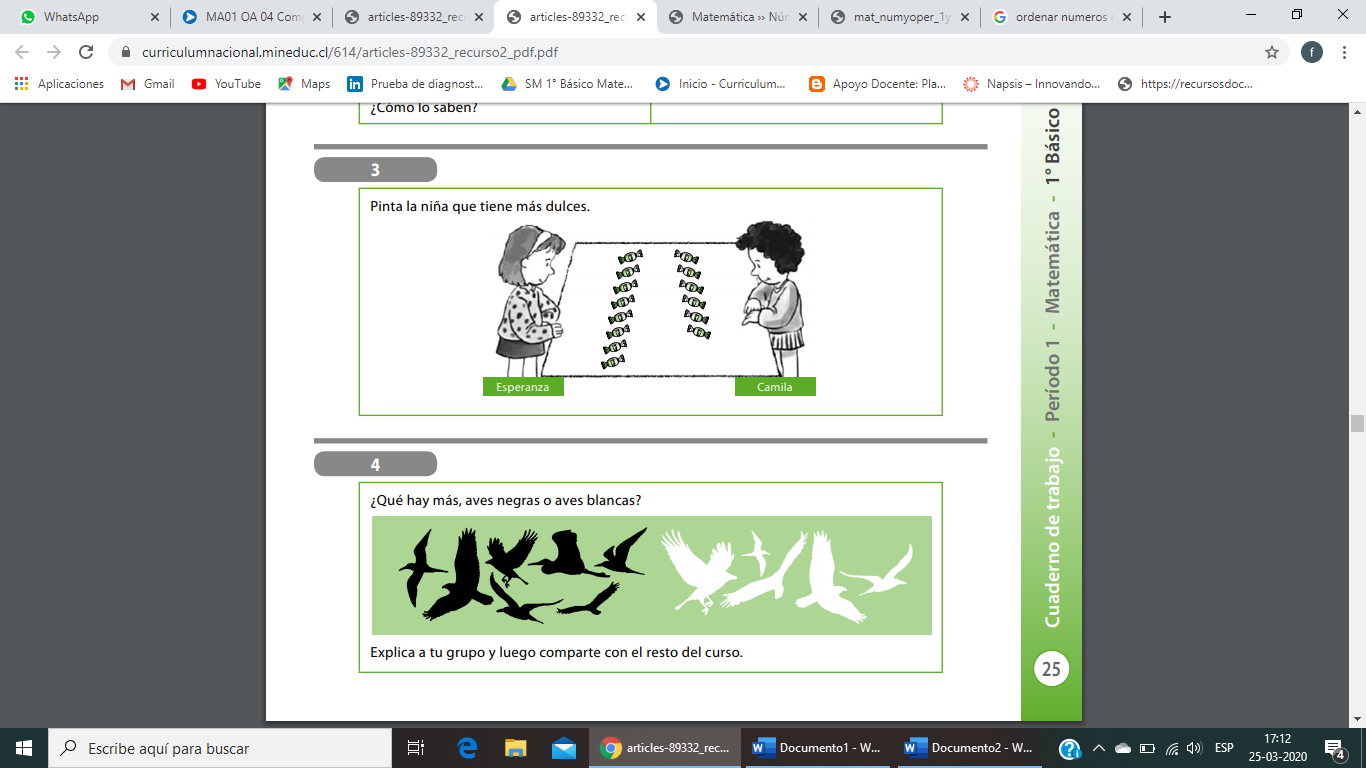 WhatsApp
MA01 OA 04 Com
articles-89332_rec
articles-89332_rec
Matemática ›› Nún
mat_numyoper_1y
ordenar numeros
curriculumnacional.mineduc.cl/614/articles-89332_recurso2_pdf.pdf
f
Aplicaciones
Gmail
YouTube
Maps
Prueba de diagnost...
SM 1° Básico Mate...
Inicio - Curriculum...
Apoyo Docente: Pla...
Napsis – Innovando...
https://recursosdoc...
¿Cómo lo saben?
3
Pinta la niña que tiene más dulces.
Esperanza
Camila
4
¿Qué hay más, aves negras o aves blancas?
Explica a tu grupo y luego comparte con el resto del curso.
Cuaderno de trabajo - Período 1 - Matemática - 1° Básico
25
Escribe aquí para buscar
articles-89332_rec...
Documento1 - W...
Documento2 - W...
ESP
17:12
25-03-2020
4